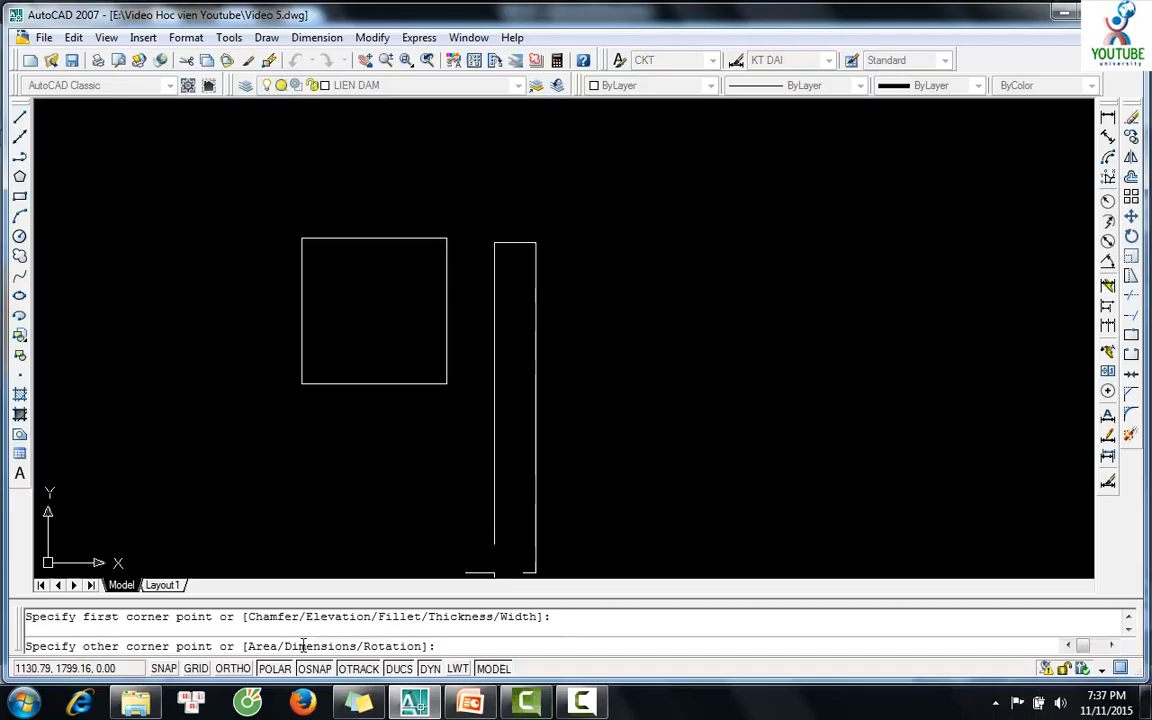 AutoCAD 2007 - [E:\Video Hoc vien Youtube\Video 5.dwg]
File Edit View Insert Format Tools Draw Dimension Modify Express Window Help
YOUTUBE
university
CKT KT DAI Standard
AutoCAD Classic LIEN DAM ByLayer ByLayer ByLayer ByColor
A
Y
X
Model Layout1
Specify first corner point or [Chamfer/Elevation/Fillet/Thickness/Width]:
Specify other corner point or [Area/Dimensions/Rotation]:
1130.79, 1799.16, 0.00 SNAP GRID ORTHO POLAR OSNAP OTRACK DUCS DYN LWT MODEL
7:37 PM
11/11/2015